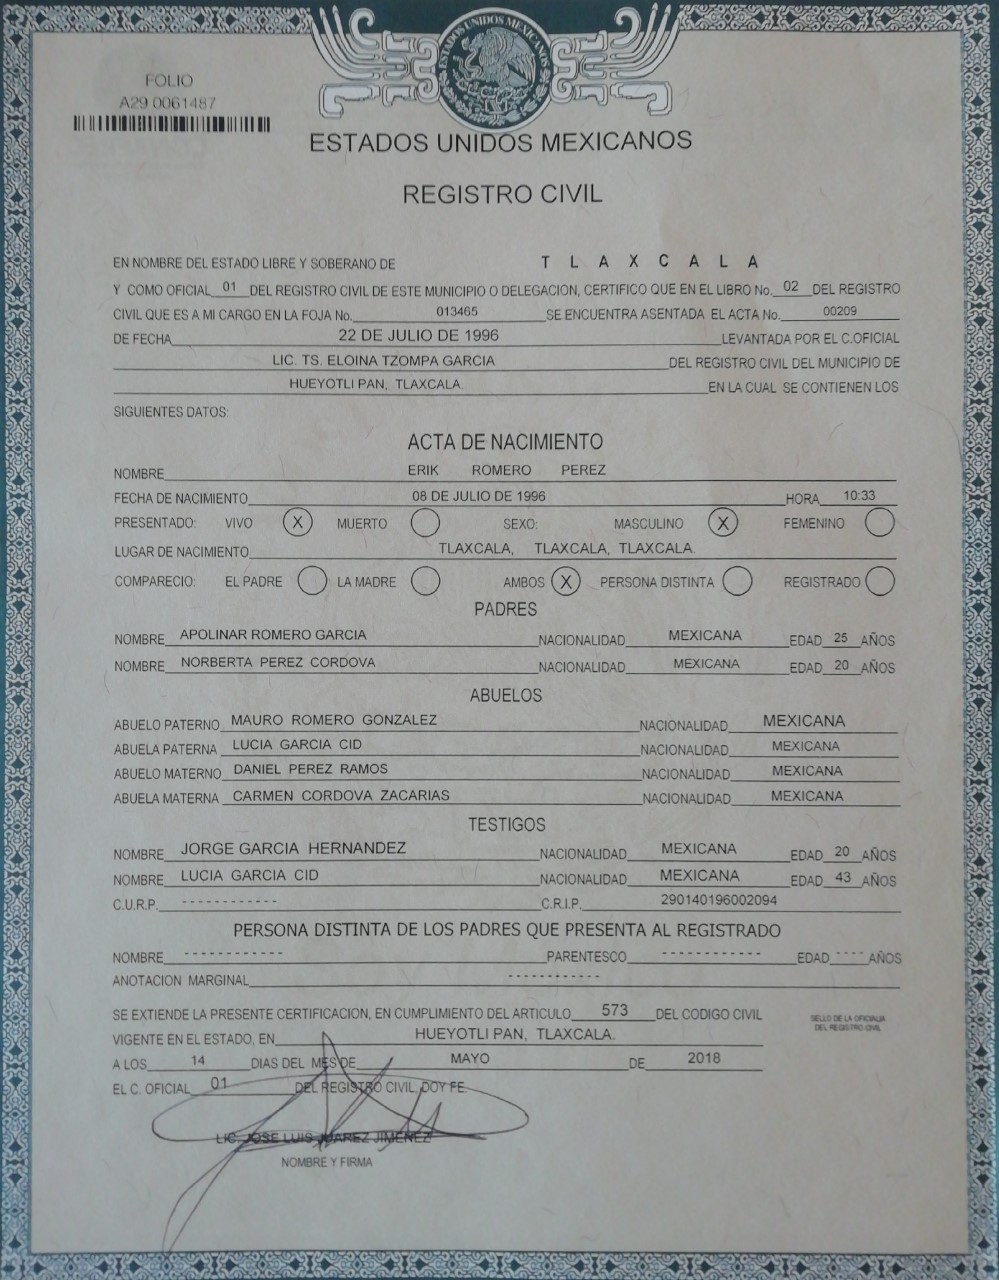 ESTADOS UNIDOS MEXICANOS
FOLIO
A29 0061487
ESTADOS UNIDOS MEXICANOS
REGISTRO CIVIL
EN NOMBRE DEL ESTADO LIBRE Y SOBERANO DE T L A X C A L A
Y COMO OFICIAL 01 DEL REGISTRO CIVIL DE ESTE MUNICIPIO O DELEGACION, CERTIFICO QUE EN EL LIBRO No. 02 DEL REGISTRO
CIVIL QUE ES A MI CARGO EN LA FOJA No. 013465 SE ENCUENTRA ASENTADA EL ACTA No. 00209
DE FECHA 22 DE JULIO DE 1996 LEVANTADA POR EL C.OFICIAL
LIC. TS. ELOINA TZOMPA GARCIA DEL REGISTRO CIVIL DEL MUNICIPIO DE
HUEYOTLI PAN, TLAXCALA. EN LA CUAL SE CONTIENEN LOS
SIGUIENTES DATOS:
ACTA DE NACIMIENTO
NOMBRE ERIK ROMERO PEREZ
FECHA DE NACIMIENTO 08 DE JULIO DE 1996 HORA 10:33
PRESENTADO: VIVO X MUERTO SEXO: MASCULINO X FEMENINO
LUGAR DE NACIMIENTO TLAXCALA, TLAXCALA, TLAXCALA.
COMPARECIO: EL PADRE LA MADRE AMBOS X PERSONA DISTINTA REGISTRADO
PADRES
NOMBRE APOLINAR ROMERO GARCIA NACIONALIDAD MEXICANA EDAD 25 AÑOS
NOMBRE NORBERTA PEREZ CORDOVA NACIONALIDAD MEXICANA EDAD 20 AÑOS
ABUELOS
ABUELO PATERNO MAURO ROMERO GONZALEZ NACIONALIDAD MEXICANA
ABUELA PATERNA LUCIA GARCIA CID NACIONALIDAD MEXICANA
ABUELO MATERNO DANIEL PEREZ RAMOS NACIONALIDAD MEXICANA
ABUELA MATERNA CARMEN CORDOVA ZACARIAS NACIONALIDAD MEXICANA
TESTIGOS
NOMBRE JORGE GARCIA HERNANDEZ NACIONALIDAD MEXICANA EDAD 20 AÑOS
NOMBRE LUCIA GARCIA CID NACIONALIDAD MEXICANA EDAD 43 AÑOS
C.U.R.P. ------------ C.R.I.P. 290140196002094
PERSONA DISTINTA DE LOS PADRES QUE PRESENTA AL REGISTRADO
NOMBRE ------------ PARENTESCO ------------ EDAD ---- AÑOS
ANOTACION MARGINAL ------------
SE EXTIENDE LA PRESENTE CERTIFICACION, EN CUMPLIMIENTO DEL ARTICULO 573 DEL CODIGO CIVIL
SELLO DE LA OFICIALIA
DEL REGISTRO CIVIL
VIGENTE EN EL ESTADO, EN HUEYOTLI PAN, TLAXCALA.
A LOS 14 DIAS DEL MES DE MAYO DE 2018
EL C. OFICIAL 01 DEL REGISTRO CIVIL, DOY FE.
LIC. JOSE LUIS JUAREZ JIMENEZ
NOMBRE Y FIRMA